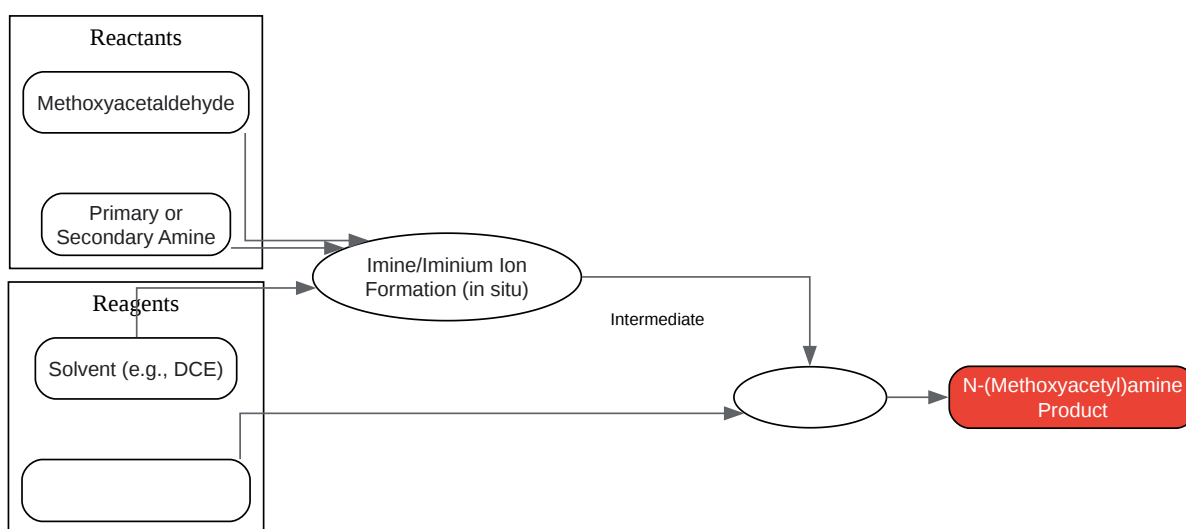 Reactants
Methoxyacetaldehyde
Primary or
Secondary Amine
Imine/Iminium Ion
Formation (in situ)
Reagents
Intermediate
Solvent (e.g., DCE)
N-(Methoxyacetyl)amine
Product